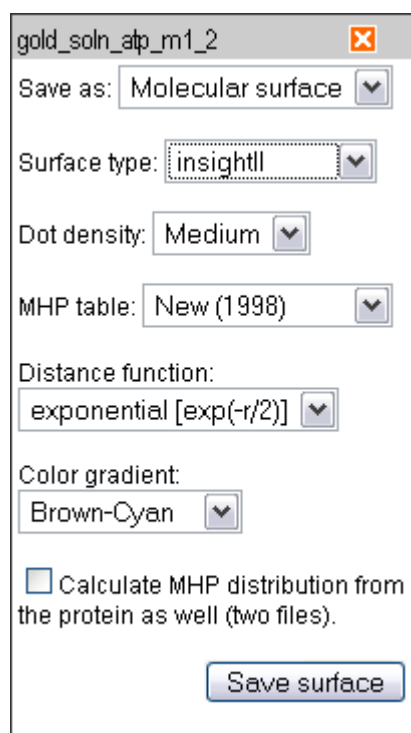 gold_soln_atp_m1_2
Save as: Molecular surface
Surface type: insightII
Dot density: Medium
MHP table: New (1998)
Distance function:
exponential [exp(-r/2)]
Color gradient:
Brown-Cyan
Calculate MHP distribution from
the protein as well (two files).
Save surface